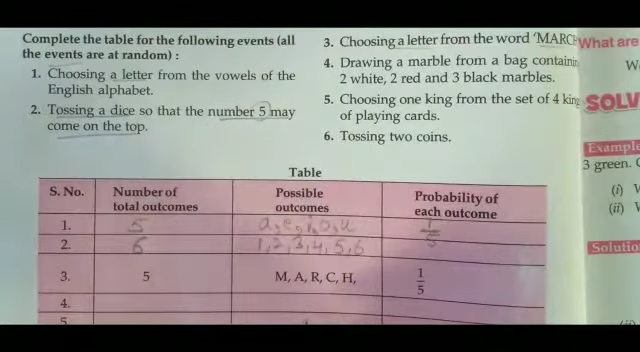 Complete the table for the following events (all
the events are at random) :
1. Choosing a letter from the vowels of the
English alphabet.
2. Tossing a dice so that the number 5 may
come on the top.
3. Choosing a letter from the word 'MARCH
4. Drawing a marble from a bag containin
2 white, 2 red and 3 black marbles.
5. Choosing one king from the set of 4 king
of playing cards.
6. Tossing two coins.
What are
W
SOLV
Example
3 green.
(i)
(ii)
Solutio
Table
S. No. Number of total outcomes Possible outcomes Probability of each outcome
1. 5 a, e, i, o, u 1/5
2. 6 1, 2, 3, 4, 5, 6
3. 5 M, A, R, C, H, 1/5
4.
5.